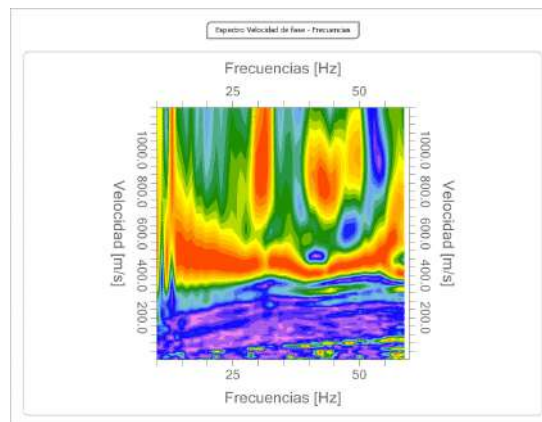 Espectro Velocidad de fase - Frecuencias
Frecuencias [Hz]
25 50
1000.0 1000.0
800.0 800.0
Velocidad [m/s] Velocidad [m/s]
600.0 600.0
400.0 400.0
200.0 200.0
25 50
Frecuencias [Hz]